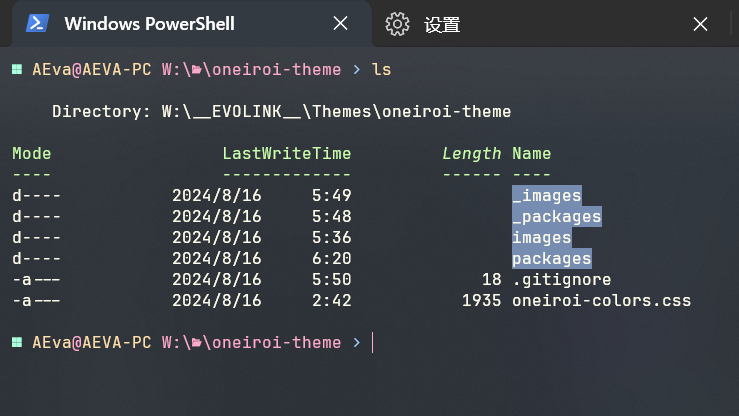 Windows PowerShell
设置
AEva@AEVA-PC W:\\oneiroi-theme > ls
Directory: W:\__EVOLINK__\Themes\oneiroi-theme
Mode LastWriteTime Length Name
---- ------------- ------ ----
d---- 2024/8/16 5:49 _images
d---- 2024/8/16 5:48 _packages
d---- 2024/8/16 5:36 images
d---- 2024/8/16 6:20 packages
-a--- 2024/8/16 5:50 18 .gitignore
-a--- 2024/8/16 2:42 1935 oneiroi-colors.css
AEva@AEVA-PC W:\\oneiroi-theme >